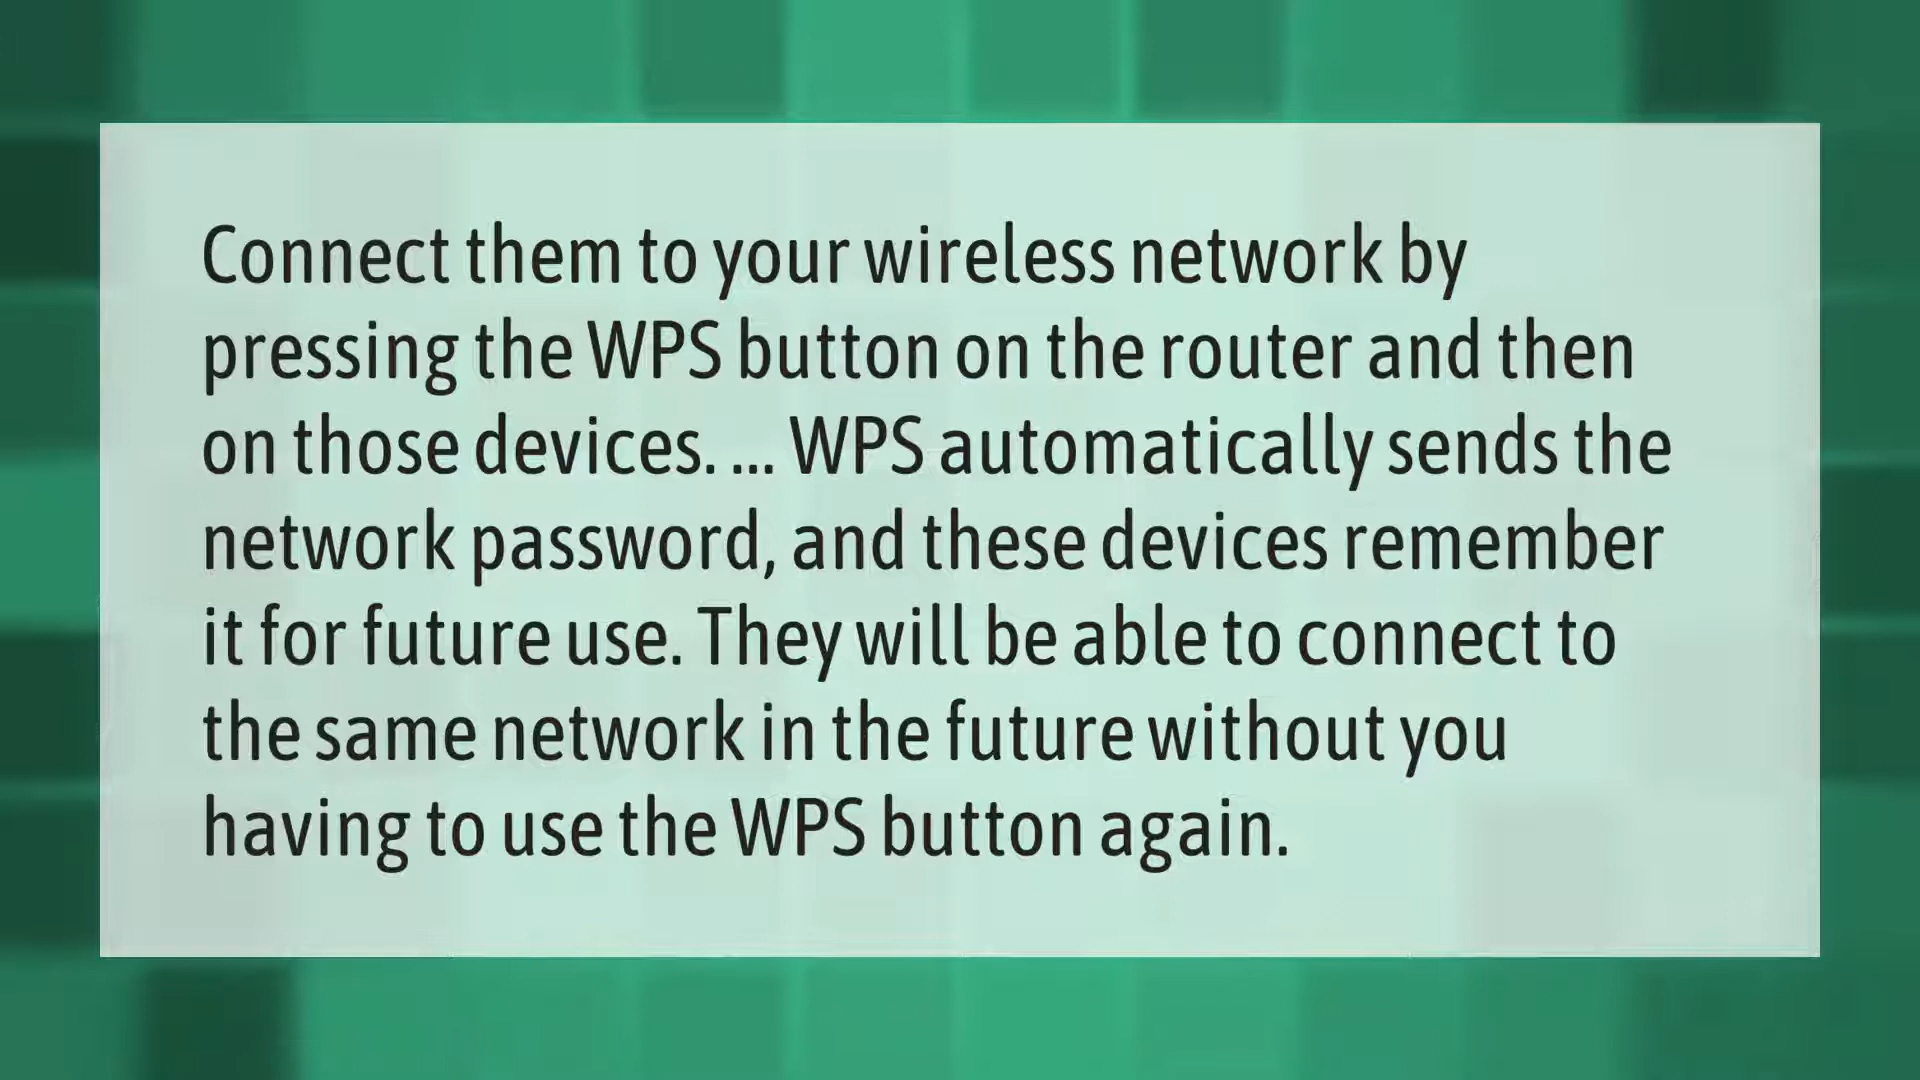 Connect them to your wireless network by
pressing the WPS button on the router and then
on those devices. ... WPS automatically sends the
network password, and these devices remember
it for future use. They will be able to connect to
the same network in the future without you
having to use the WPS button again.